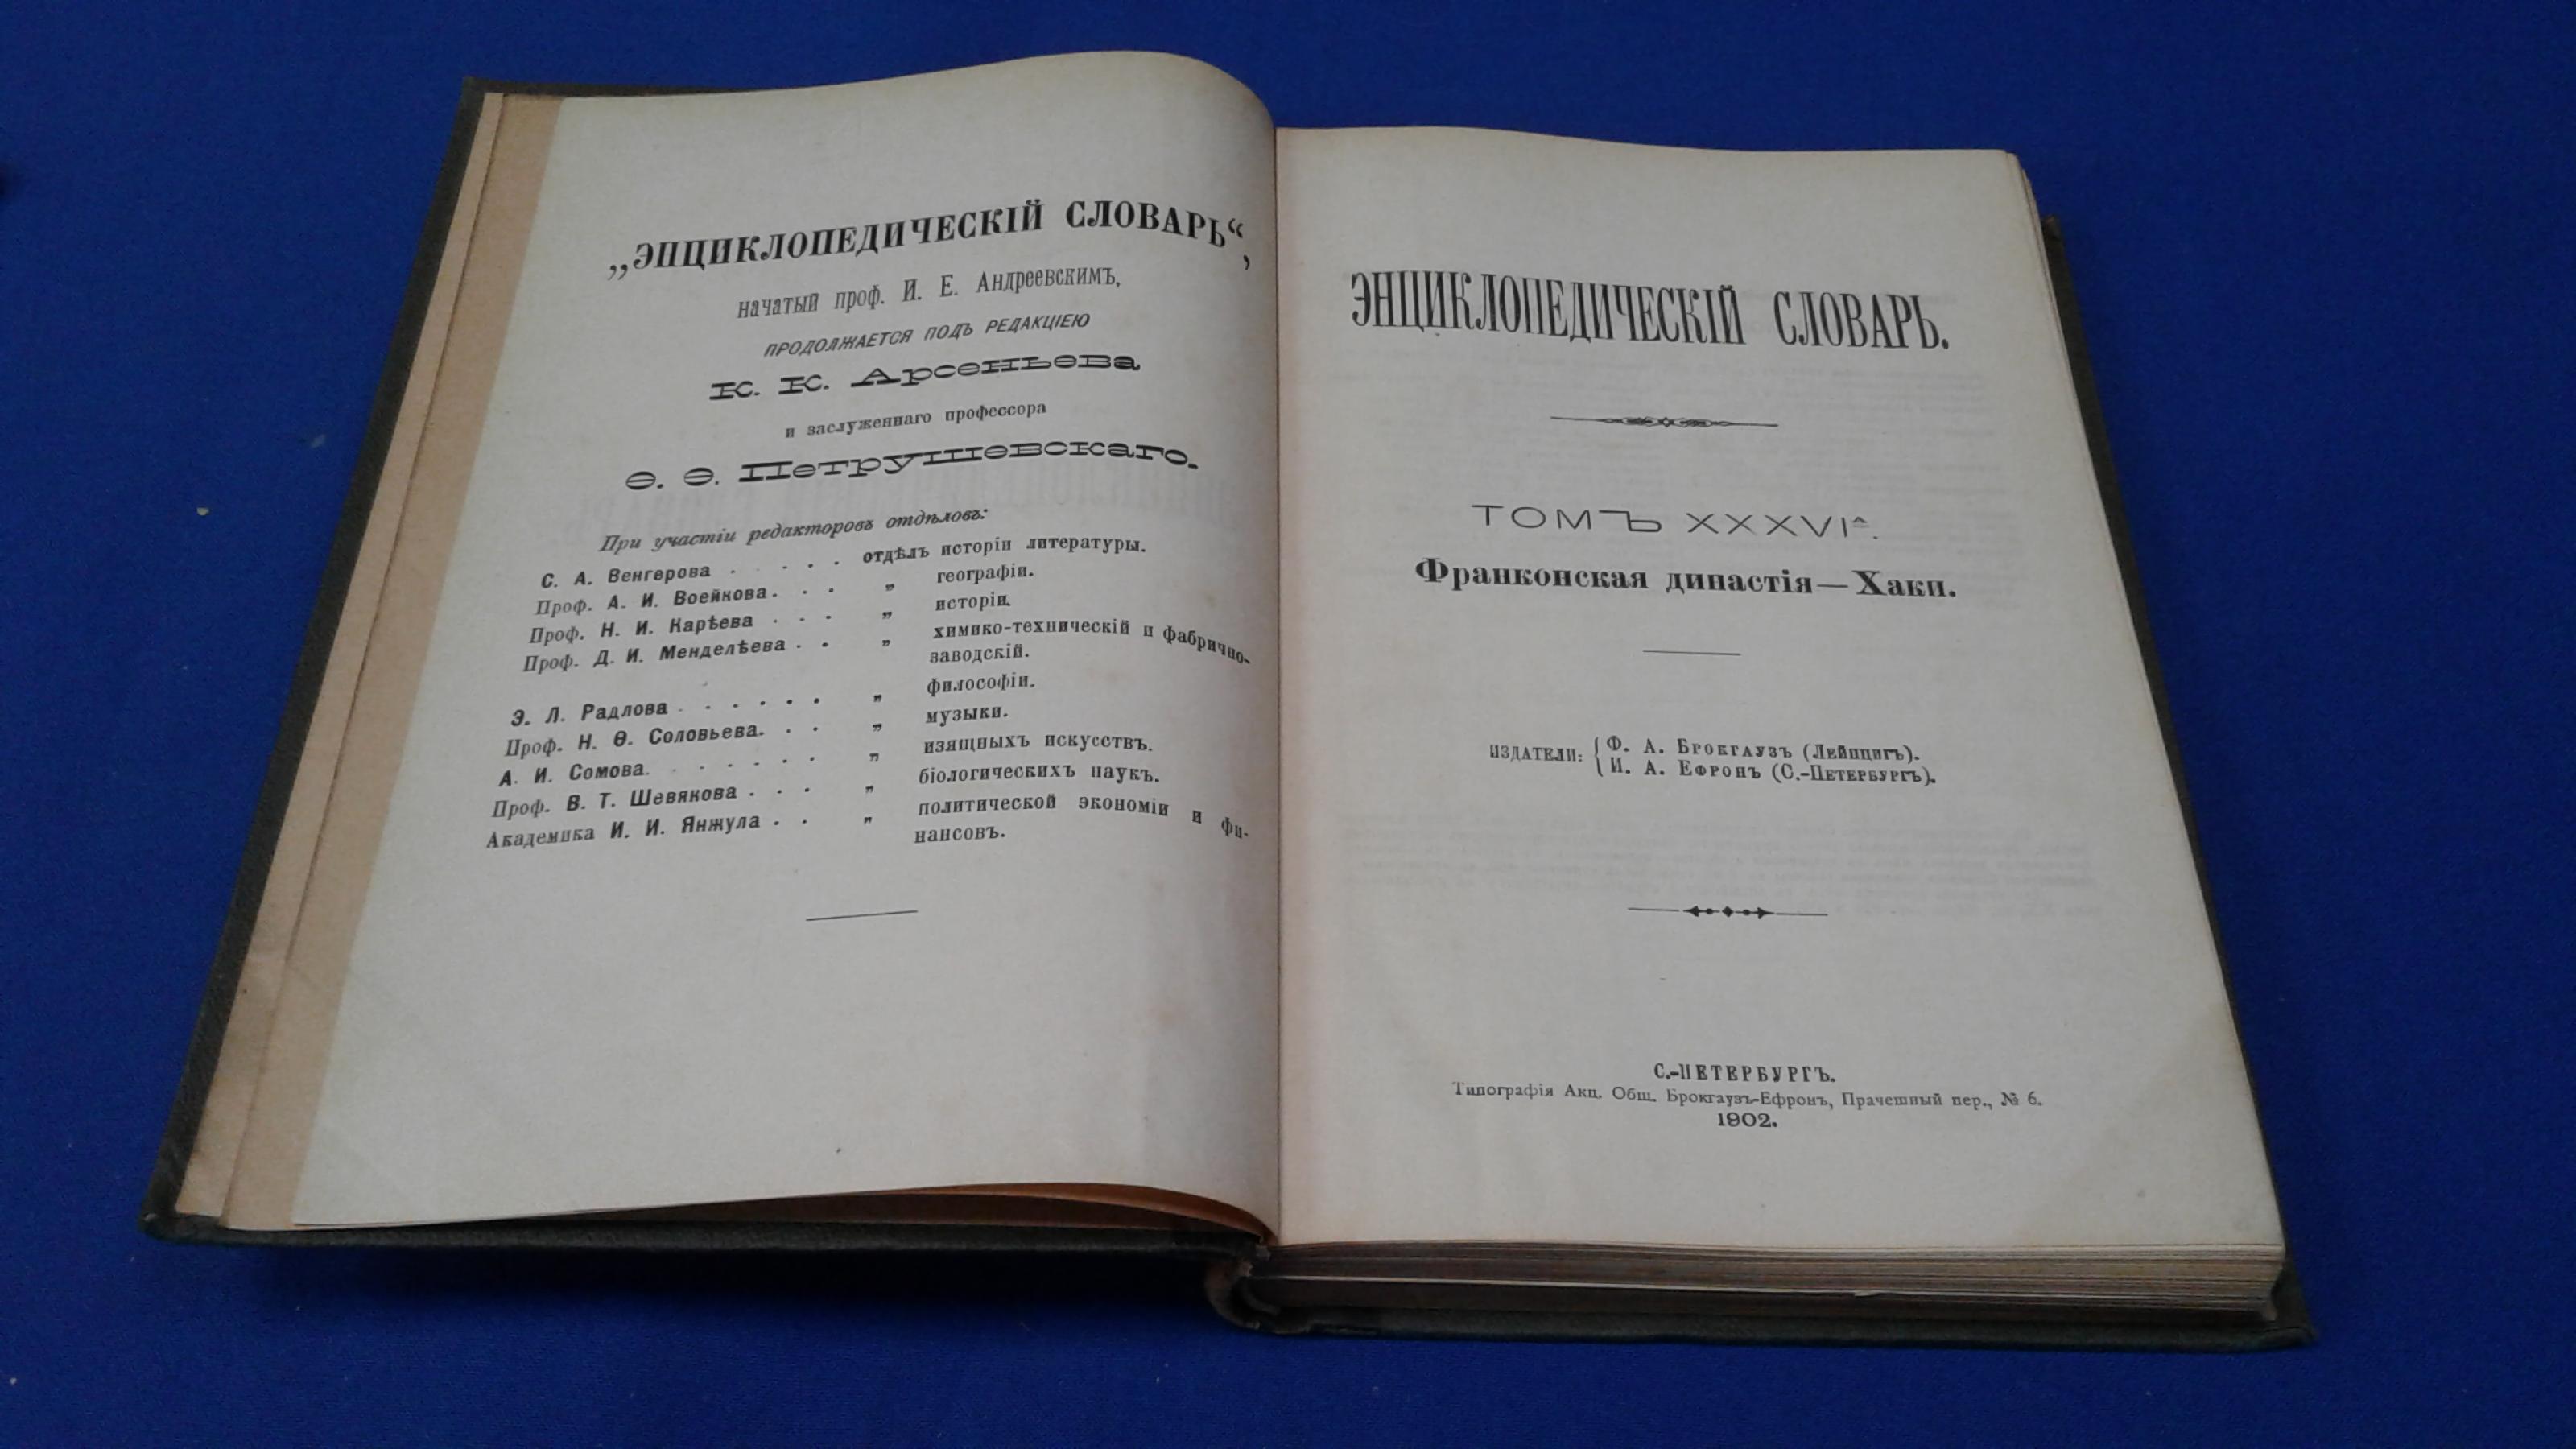 „ЭНЦИКЛОПЕДИЧЕСКІЙ СЛОВАРЬ“,
начатый проф. И. Е. Андреевскимъ,
ПРОДОЛЖАЕТСЯ ПОДЪ РЕДАКЦІЕЮ
К. К. Арсеньева
и заслуженнаго профессора
Ѳ. Ѳ. Петрушевскаго.
При участіи редакторовъ отдѣловъ:
С. А. Венгерова . . . . . отдѣлъ исторіи литературы.
Проф. А. И. Воейкова . . . „ географіи.
Проф. Н. И. Карѣева . . . „ исторіи.
Проф. Д. И. Менделѣева . . „ химико-техническій и фабрично-
заводскій.
Э. Л. Радлова . . . . . . „ философіи.
Проф. Н. Ѳ. Соловьева. . . „ музыки.
А. И. Сомова. . . . . . „ изящныхъ искусствъ.
Проф. В. Т. Шевякова . . . „ біологическихъ наукъ.
Академика И. И. Янжула . . „ политической экономіи и фи-
нансовъ.
ЭНЦИКЛОПЕДИЧЕСКІЙ СЛОВАРЬ.
ТОМЪ XXXVIᴬ.
Франконская династія — Хаки.
ИЗДАТЕЛИ: { Ф. А. Брокгаузъ (Лейпцигъ).
{ И. А. Ефронъ (С.-Петербургъ).
С.-ПЕТЕРБУРГЪ.
Типографія Акц. Общ. Брокгаузъ-Ефронъ, Прачешный пер., № 6.
1902.